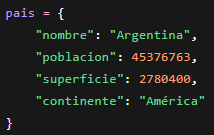 pais = {
    "nombre": "Argentina",
    "poblacion": 45376763,
    "superficie": 2780400,
    "continente": "América"
}